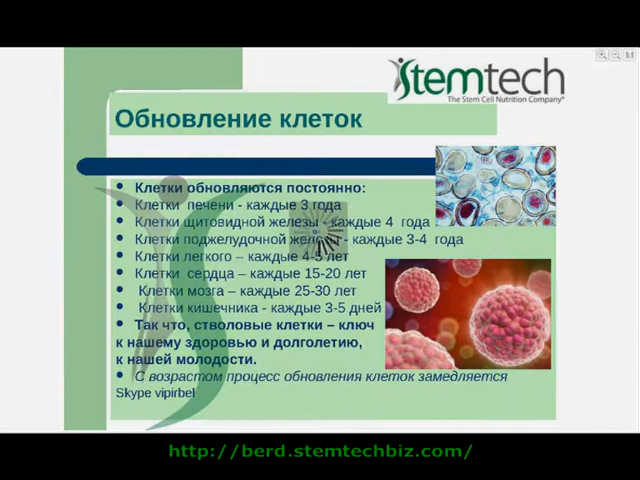 Stemtech
The Stem Cell Nutrition Company
Обновление клеток
Клетки обновляются постоянно:
Клетки печени - каждые 3 года
Клетки щитовидной железы - каждые 4 года
Клетки поджелудочной железы - каждые 3-4 года
Клетки легкого – каждые 4-5 лет
Клетки сердца – каждые 15-20 лет
Клетки мозга – каждые 25-30 лет
Клетки кишечника - каждые 3-5 дней
Так что, стволовые клетки – ключ
к нашему здоровью и долголетию,
к нашей молодости.
С возрастом процесс обновления клеток замедляется
Skype vipirbel
http://berd.stemtechbiz.com/